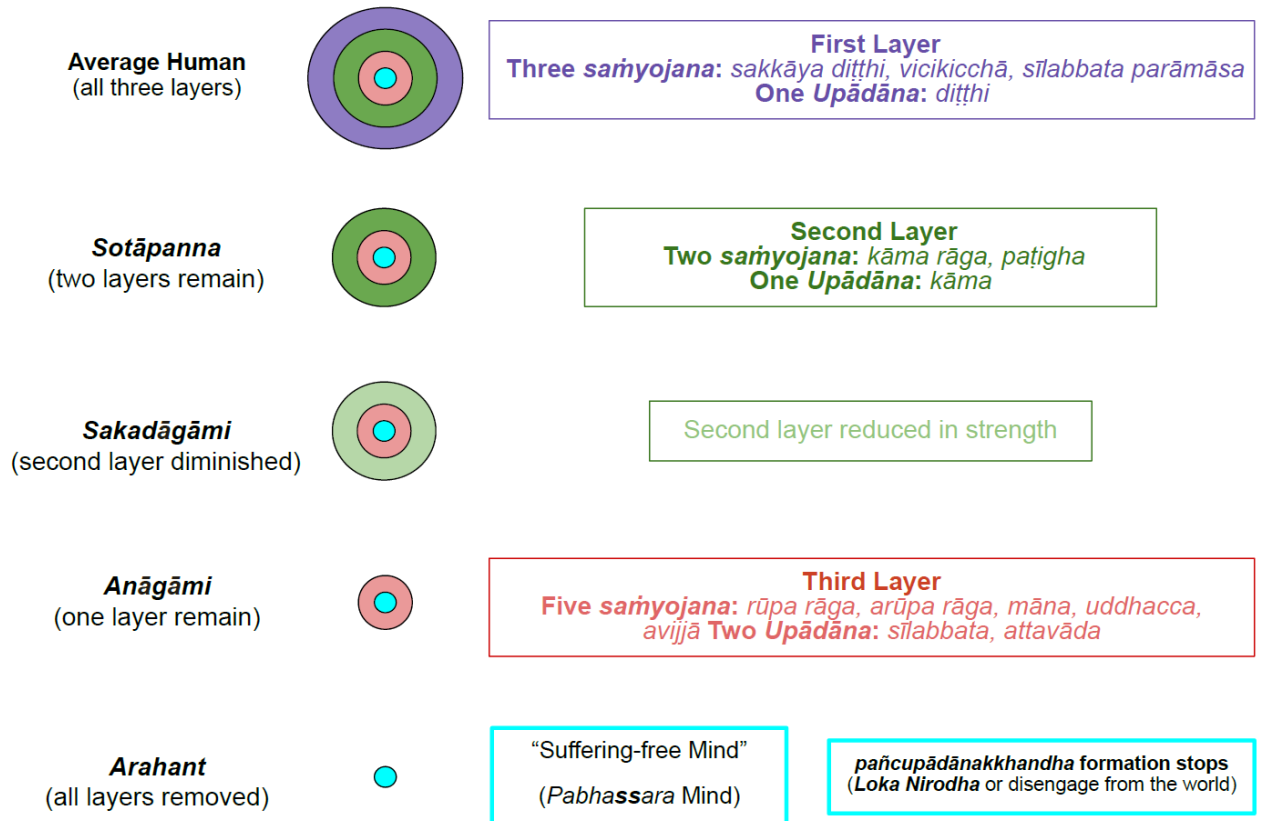 Average Human
(all three layers)
First Layer
Three saṁyojana: sakkāya diṭṭhi, vicikicchā, sīlabbata parāmāsa
One Upādāna: diṭṭhi
Sotāpanna
(two layers remain)
Second Layer
Two saṁyojana: kāma rāga, paṭigha
One Upādāna: kāma
Sakadāgāmi
(second layer diminished)
Second layer reduced in strength
Anāgāmi
(one layer remain)
Third Layer
Five saṁyojana: rūpa rāga, arūpa rāga, māna, uddhacca,
avijjā Two Upādāna: sīlabbata, attavāda
Arahant
(all layers removed)
“Suffering-free Mind”
(Pabhassara Mind)
pañcupādānakkhandha formation stops
(Loka Nirodha or disengage from the world)